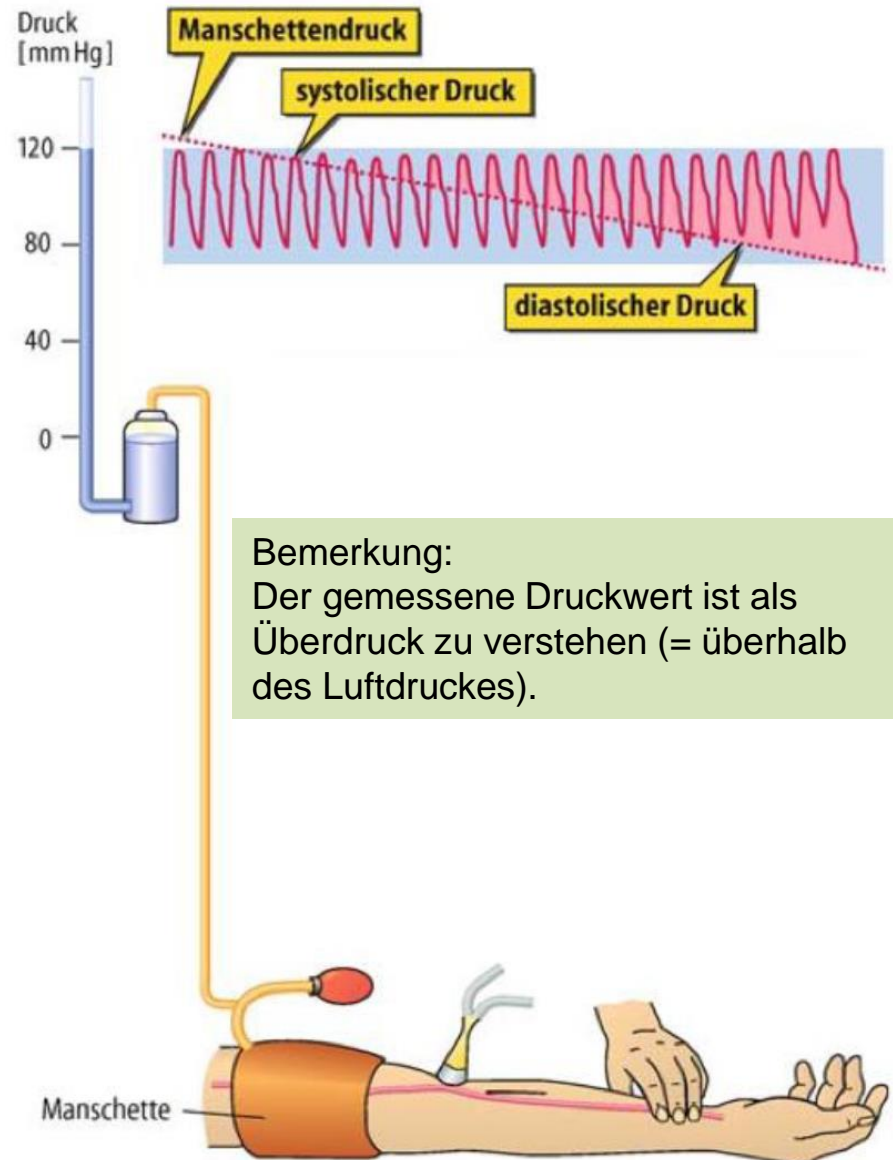 Druck
[mm Hg]
Manschettendruck
systolischer Druck
120
80
diastolischer Druck
40
0
Bemerkung:
Der gemessene Druckwert ist als
Überdruck zu verstehen (= überhalb
des Luftdruckes).
Manschette